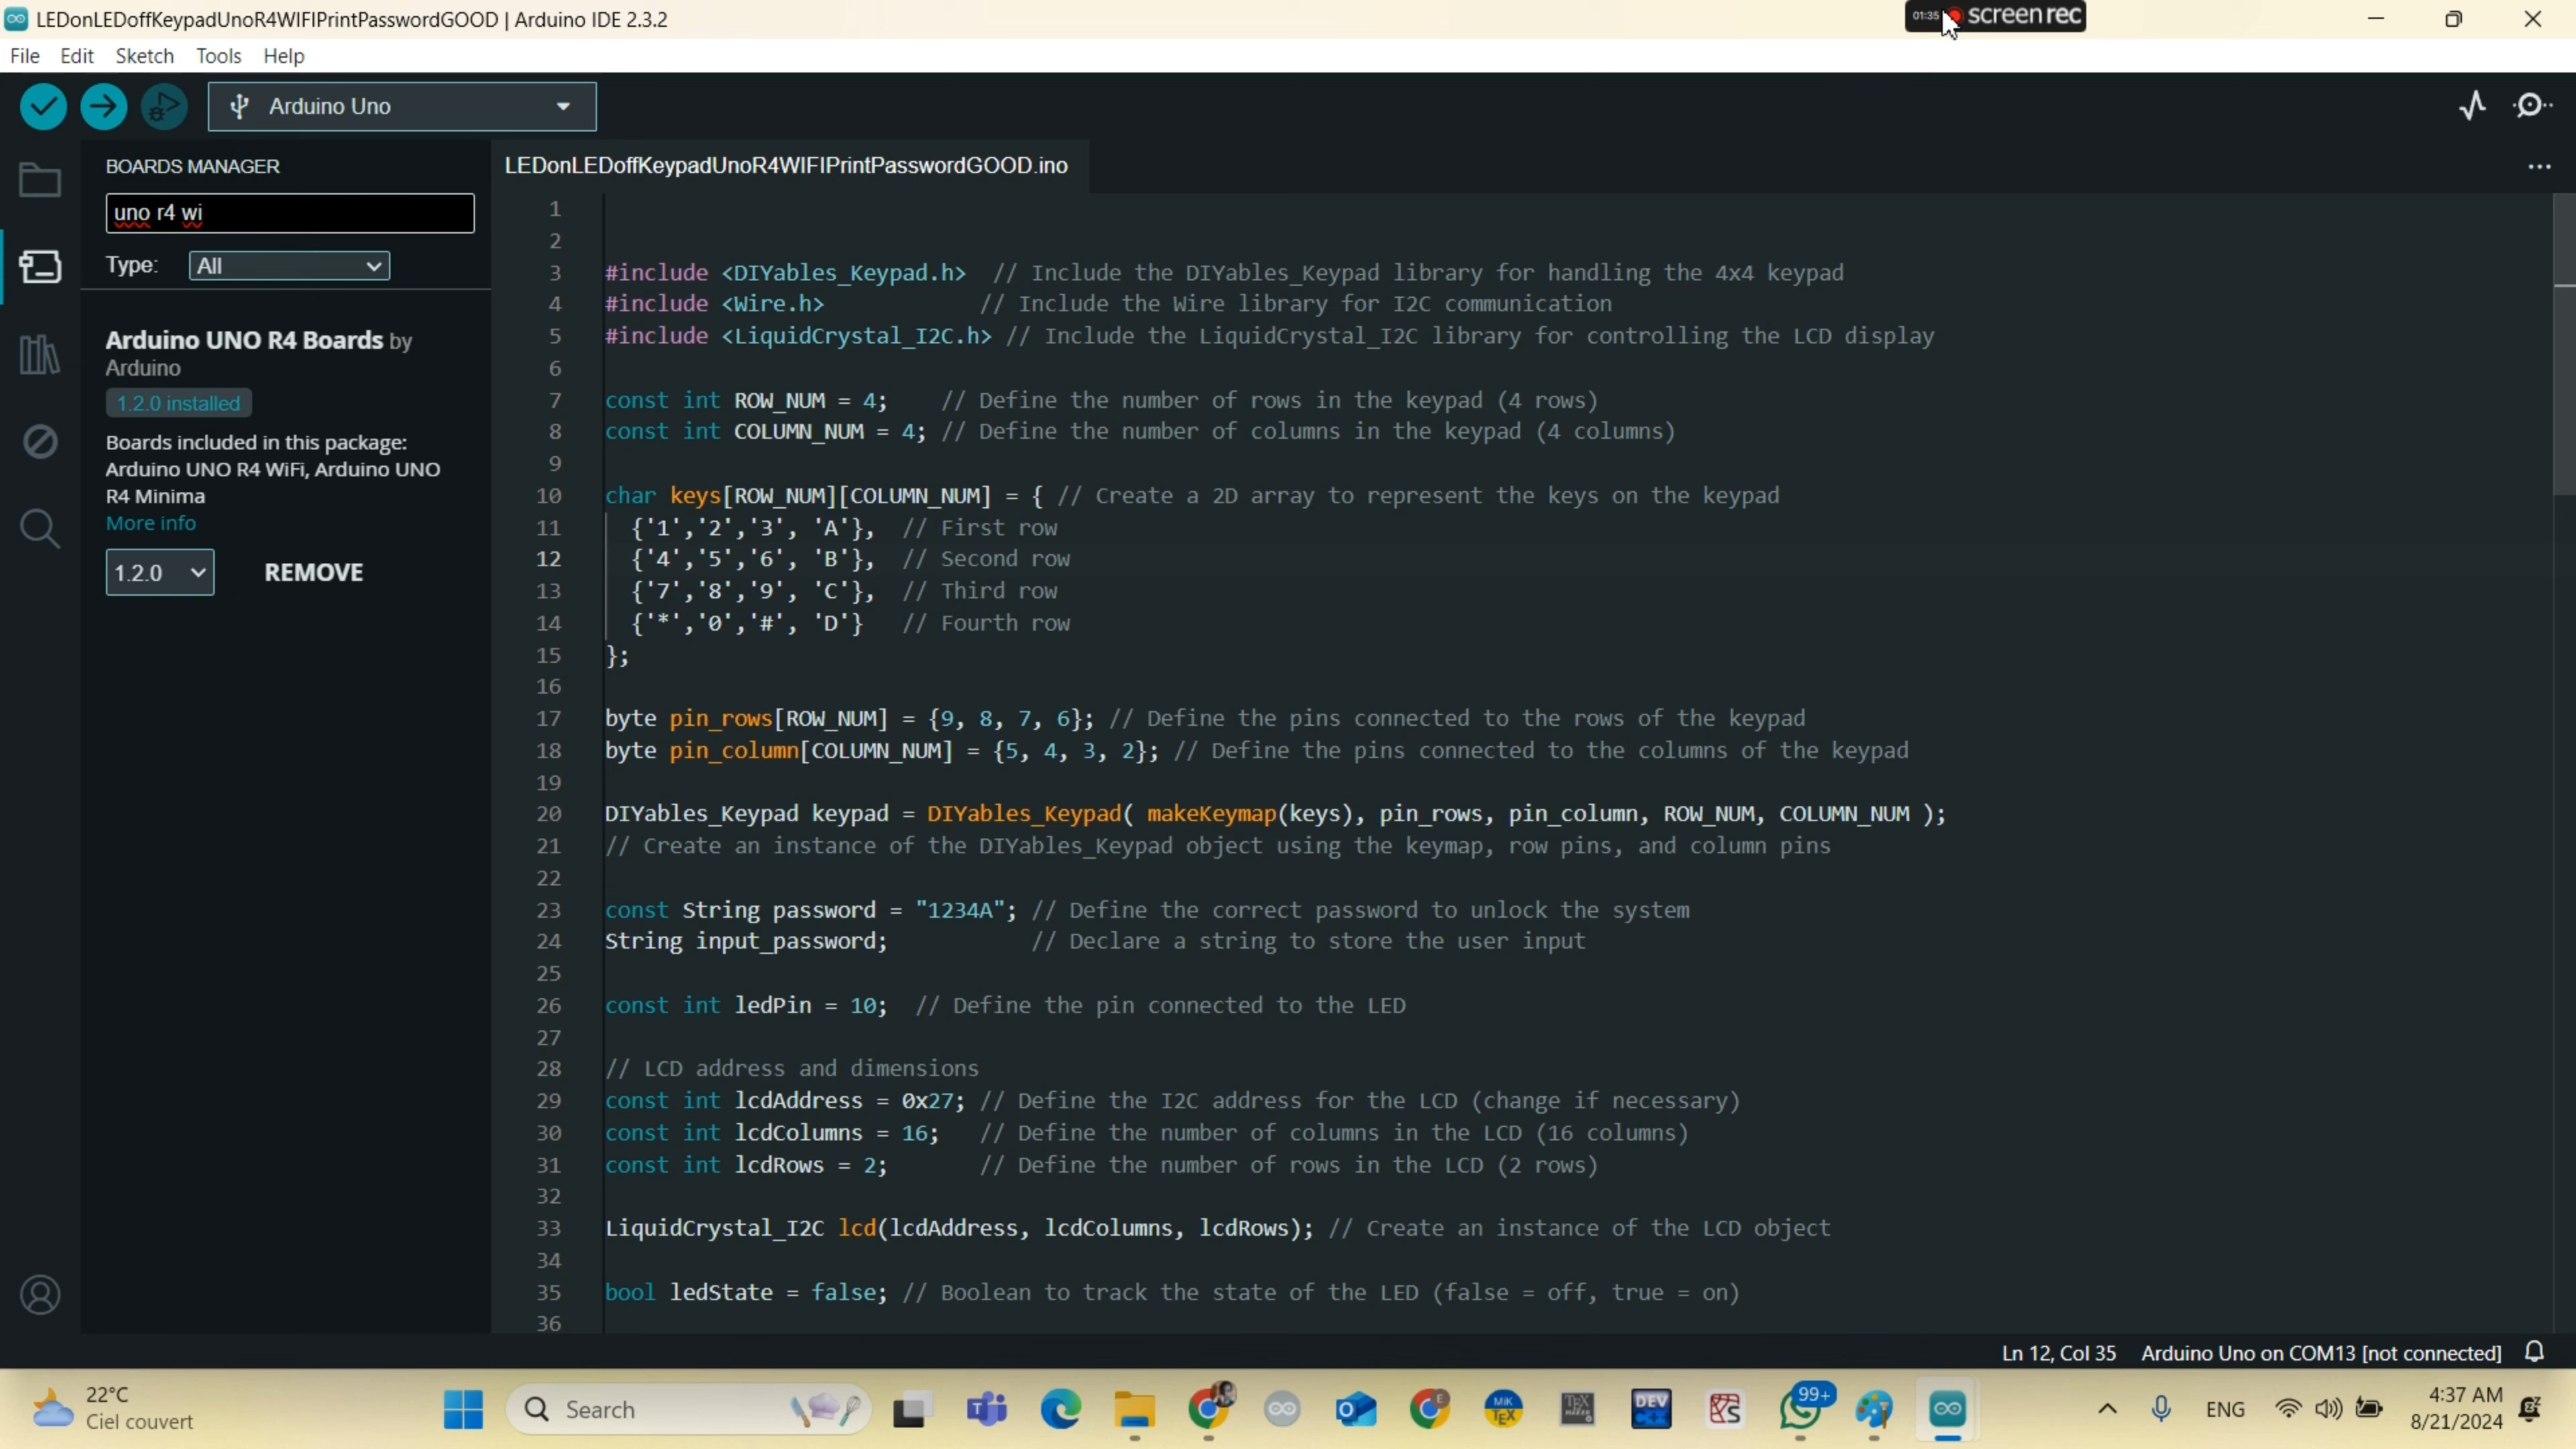 LEDonLEDoffKeypadUnoR4WIFIPrintPasswordGOOD | Arduino IDE 2.3.2
01:35 screenrec
File Edit Sketch Tools Help
Arduino Uno
BOARDS MANAGER
uno r4 wi
Type: All
Arduino UNO R4 Boards by
Arduino
1.2.0 installed
Boards included in this package:
Arduino UNO R4 WiFi, Arduino UNO
R4 Minima
More info
1.2.0 REMOVE
LEDonLEDoffKeypadUnoR4WIFIPrintPasswordGOOD.ino
1
2
3 #include <DIYables_Keypad.h> // Include the DIYables_Keypad library for handling the 4x4 keypad
4 #include <Wire.h> // Include the Wire library for I2C communication
5 #include <LiquidCrystal_I2C.h> // Include the LiquidCrystal_I2C library for controlling the LCD display
6
7 const int ROW_NUM = 4; // Define the number of rows in the keypad (4 rows)
8 const int COLUMN_NUM = 4; // Define the number of columns in the keypad (4 columns)
9
10 char keys[ROW_NUM][COLUMN_NUM] = { // Create a 2D array to represent the keys on the keypad
11 {'1','2','3', 'A'}, // First row
12 {'4','5','6', 'B'}, // Second row
13 {'7','8','9', 'C'}, // Third row
14 {'*','0','#', 'D'} // Fourth row
15 };
16
17 byte pin_rows[ROW_NUM] = {9, 8, 7, 6}; // Define the pins connected to the rows of the keypad
18 byte pin_column[COLUMN_NUM] = {5, 4, 3, 2}; // Define the pins connected to the columns of the keypad
19
20 DIYables_Keypad keypad = DIYables_Keypad( makeKeymap(keys), pin_rows, pin_column, ROW_NUM, COLUMN_NUM );
21 // Create an instance of the DIYables_Keypad object using the keymap, row pins, and column pins
22
23 const String password = "1234A"; // Define the correct password to unlock the system
24 String input_password; // Declare a string to store the user input
25
26 const int ledPin = 10; // Define the pin connected to the LED
27
28 // LCD address and dimensions
29 const int lcdAddress = 0x27; // Define the I2C address for the LCD (change if necessary)
30 const int lcdColumns = 16; // Define the number of columns in the LCD (16 columns)
31 const int lcdRows = 2; // Define the number of rows in the LCD (2 rows)
32
33 LiquidCrystal_I2C lcd(lcdAddress, lcdColumns, lcdRows); // Create an instance of the LCD object
34
35 bool ledState = false; // Boolean to track the state of the LED (false = off, true = on)
36
Ln 12, Col 35 Arduino Uno on COM13 [not connected]
22°C
Ciel couvert
Search
MIK TEX
TEX MAKER
DEV C++
99+
ENG
4:37 AM
8/21/2024